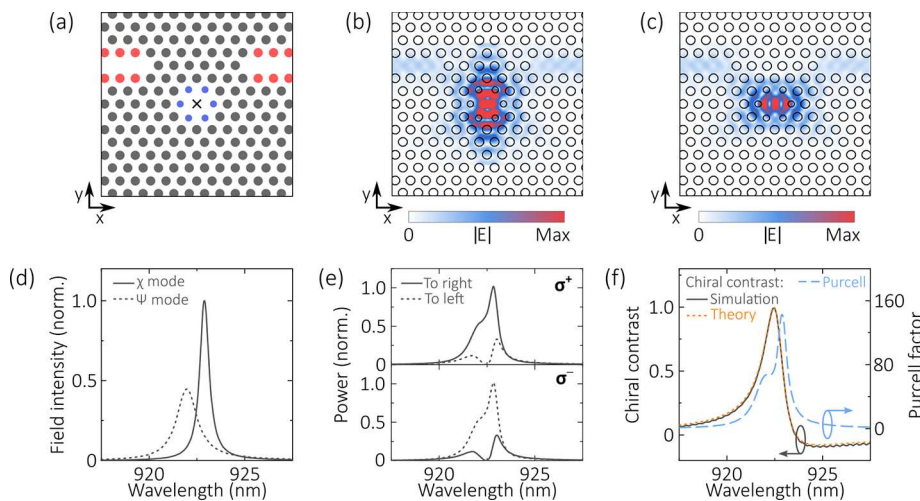 (a)
(b)
(c)
y
x
y
x
y
x
0 |E| Max
0 |E| Max
(d)
Field intensity (norm.)
χ mode
Ψ mode
1.0
0.5
0
920 925
Wavelength (nm)
(e)
Power (norm.)
To right
To left
σ+
1.0
0.5
0
σ−
1.0
0.5
0
920 925
Wavelength (nm)
(f)
Chiral contrast
Chiral contrast:
Simulation
Theory
Purcell
1.0
0.5
0
160
80
0
Purcell factor
920 925
Wavelength (nm)